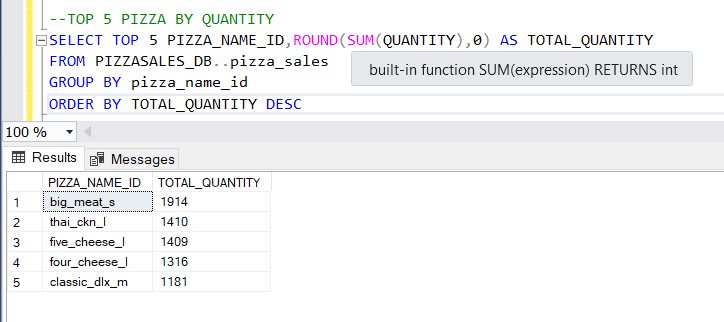 --TOP 5 PIZZA BY QUANTITY
SELECT TOP 5 PIZZA_NAME_ID,ROUND(SUM(QUANTITY),0) AS TOTAL_QUANTITY
FROM PIZZASALES_DB..pizza_sales
built-in function SUM(expression) RETURNS int
GROUP BY pizza_name_id
ORDER BY TOTAL_QUANTITY DESC
100 %
Results Messages
PIZZA_NAME_ID TOTAL_QUANTITY
1 big_meat_s 1914
2 thai_ckn_l 1410
3 five_cheese_l 1409
4 four_cheese_l 1316
5 classic_dlx_m 1181